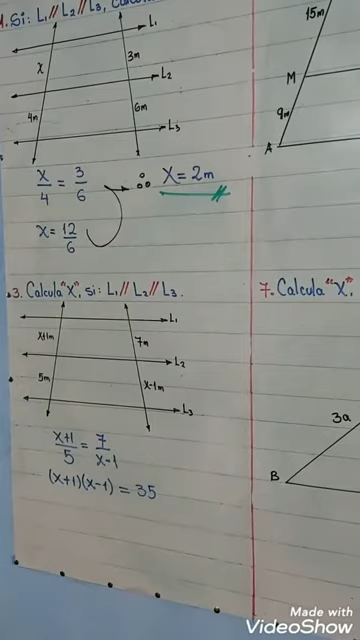 1. Si: L₁ // L₂ // L₃,
L₁
x
3m
L₂
4m
6m
L₃
x/4 = 3/6
∴ X = 2m
x = 12/6
15m
M
9m
A
3. Calcula "X", si: L₁ // L₂ // L₃.
L₁
x+1m
7m
L₂
5m
x-1m
L₃
x+1/5 = 7/x-1
(x+1)(x-1) = 35
7. Calcula "X",
3a
B
Made with
VideoShow